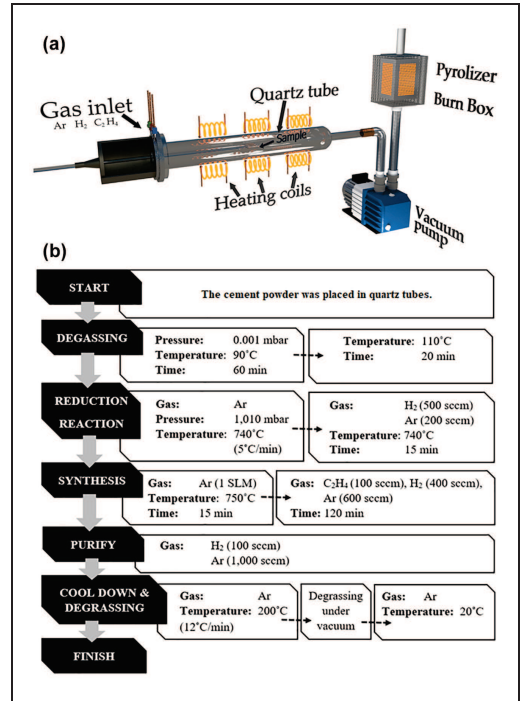 (a)
Gas inlet
Ar H₂ C₂H₄
Quartz tube
Sample
Heating coils
Pyrolizer
Burn Box
Vacuum
pump
(b)
START
The cement powder was placed in quartz tubes.
DEGASSING
Pressure: 0.001 mbar
Temperature: 90˚C
Time: 60 min
Temperature: 110˚C
Time: 20 min
REDUCTION
REACTION
Gas: Ar
Pressure: 1,010 mbar
Temperature: 740˚C
(5˚C/min)
Gas: H₂ (500 sccm)
Ar (200 sccm)
Temperature: 740˚C
Time: 15 min
SYNTHESIS
Gas: Ar (1 SLM)
Temperature: 750˚C
Time: 15 min
Gas: C₂H₄ (100 sccm), H₂ (400 sccm),
Ar (600 sccm)
Time: 120 min
PURIFY
Gas: H₂ (100 sccm)
Ar (1,000 sccm)
COOL DOWN &
DEGRASSING
Gas: Ar
Temperature: 200˚C
(12˚C/min)
Degrassing
under
vacuum
Gas: Ar
Temperature: 20˚C
FINISH